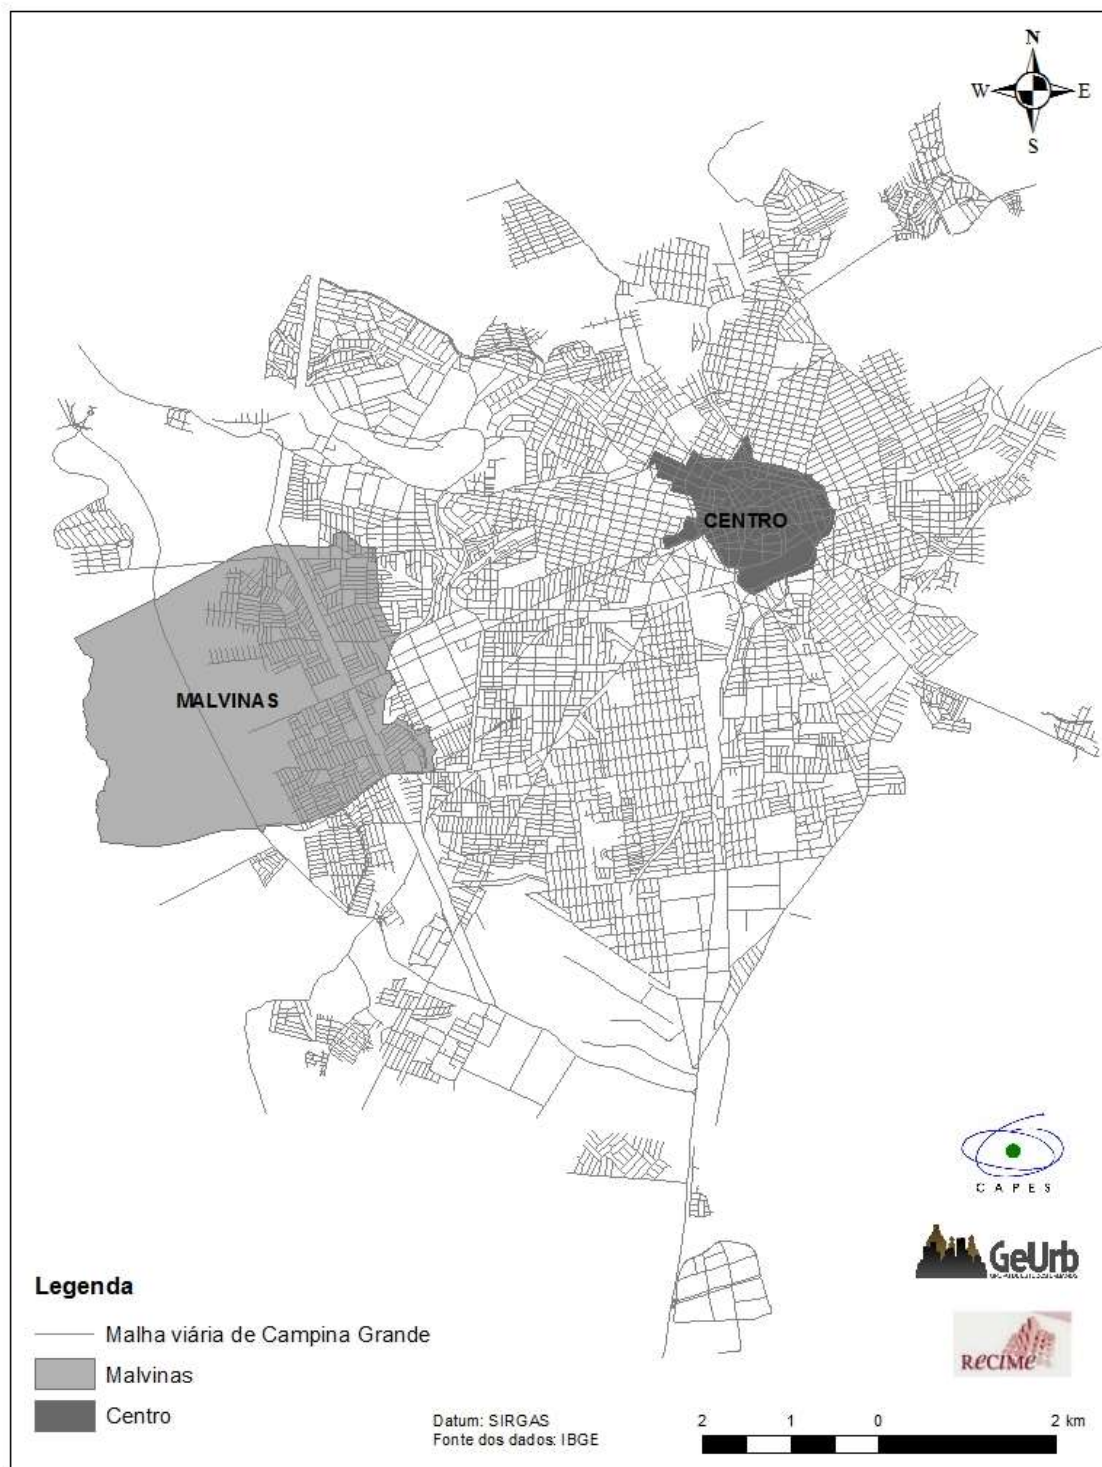 N
W E
S
CENTRO
MALVINAS
CAPES
GeUrb
RECIME
Legenda
Malha viária de Campina Grande
Malvinas
Centro
Datum: SIRGAS
Fonte dos dados: IBGE
2 1 0 2 km